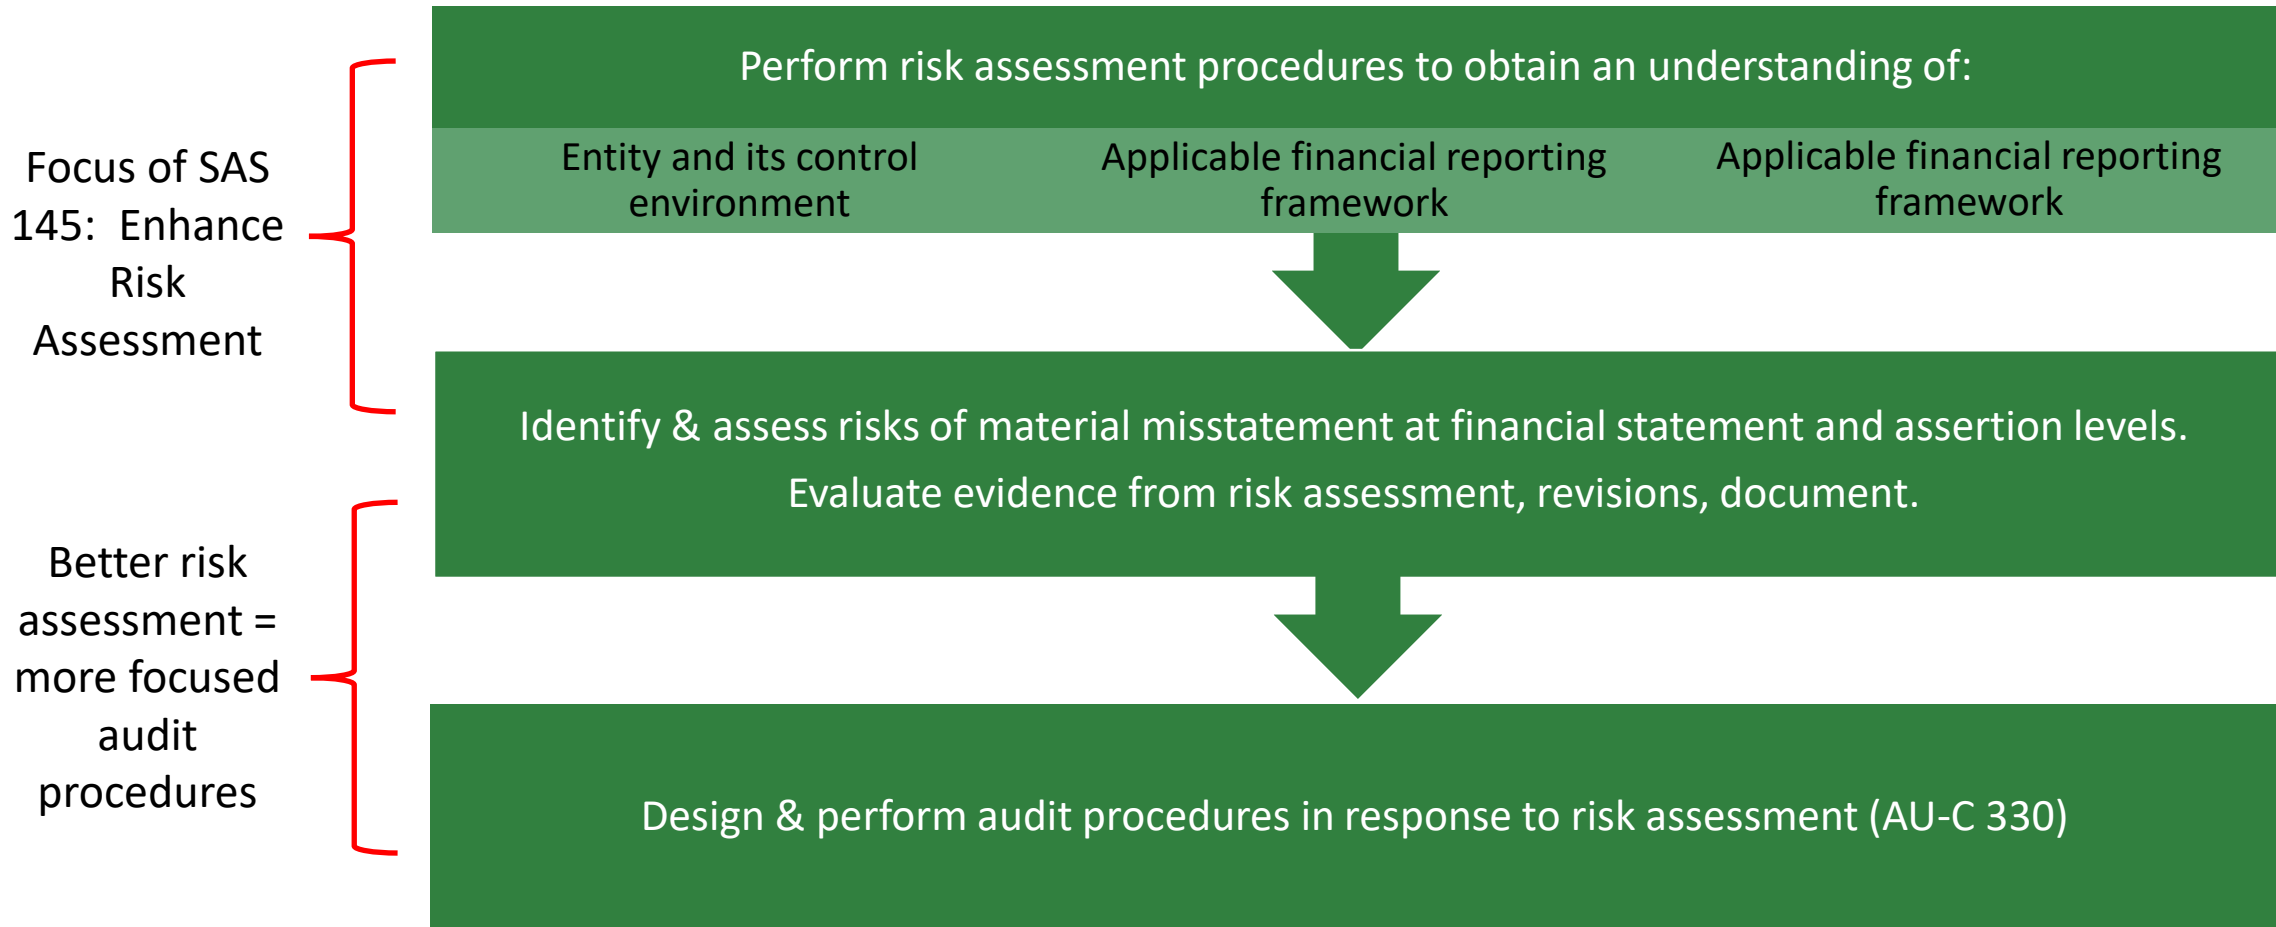 Perform risk assessment procedures to obtain an understanding of:
Entity and its control
environment
Applicable financial reporting
framework
Applicable financial reporting
framework
Focus of SAS
145:  Enhance
Risk
Assessment
Identify & assess risks of material misstatement at financial statement and assertion levels.
Evaluate evidence from risk assessment, revisions, document.
Better risk
assessment =
more focused
audit
procedures
Design & perform audit procedures in response to risk assessment (AU-C 330)